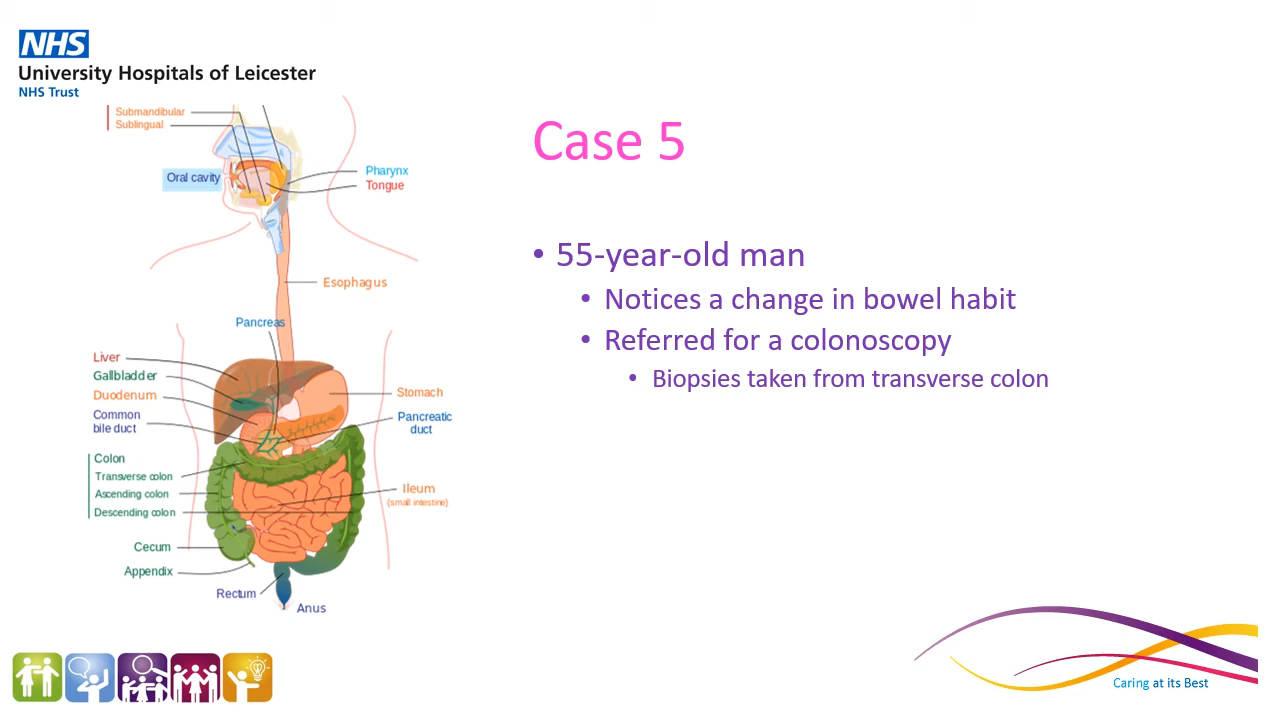 NHS
University Hospitals of Leicester
NHS Trust
Submandibular
Sublingual
Oral cavity
Pharynx
Tongue
Esophagus
Pancreas
Liver
Gallbladder
Duodenum
Common
bile duct
Stomach
Pancreatic
duct
Colon
Transverse colon
Ascending colon
Descending colon
Ileum
(small intestine)
Cecum
Appendix
Rectum
Anus
Case 5
• 55-year-old man
• Notices a change in bowel habit
• Referred for a colonoscopy
• Biopsies taken from transverse colon
Caring at its Best